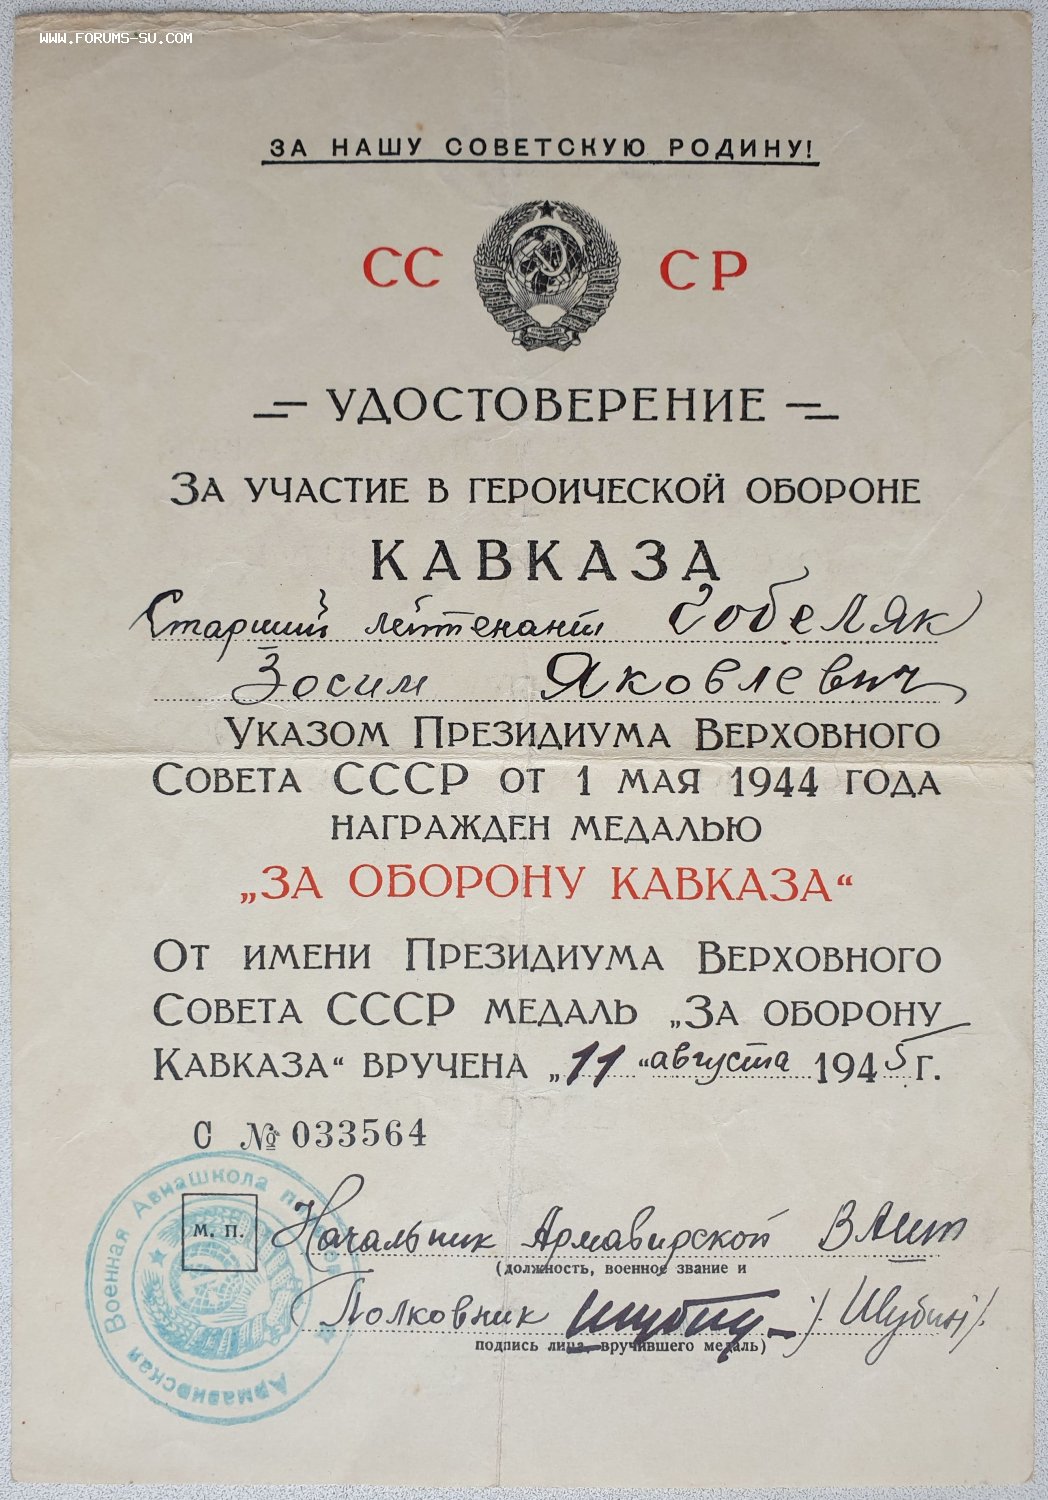 WWW.FORUMS-SU.COM
ЗА НАШУ СОВЕТСКУЮ РОДИНУ!
СС СР
УДОСТОВЕРЕНИЕ
ЗА УЧАСТИЕ В ГЕРОИЧЕСКОЙ ОБОРОНЕ
КАВКАЗА
Старший лейтенант Собеляк
Зосим Яковлевич
УКАЗОМ ПРЕЗИДИУМА ВЕРХОВНОГО
СОВЕТА СССР ОТ 1 МАЯ 1944 ГОДА
НАГРАЖДЕН МЕДАЛЬЮ
„ЗА ОБОРОНУ КАВКАЗА“
ОТ ИМЕНИ ПРЕЗИДИУМА ВЕРХОВНОГО
СОВЕТА СССР МЕДАЛЬ „ЗА ОБОРОНУ
КАВКАЗА“ ВРУЧЕНА „11“ августа 1945 г.
С № 033564
Армавирская Военная Авиашкола
М. П.
Начальник Армавирской ВАШП
(должность, военное звание и
Полковник Шубин /Шубин/.
подпись лица, вручившего медаль)